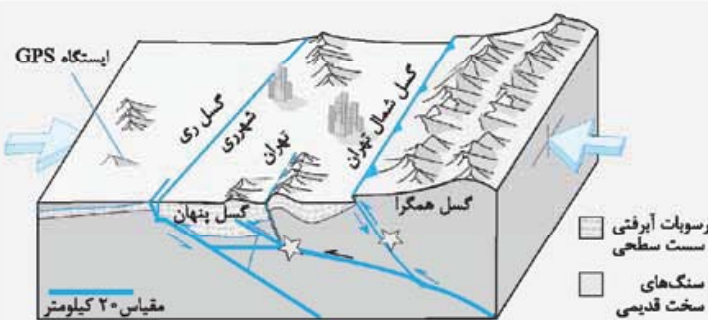 ایستگاه GPS
گسل ری
شهرری
تهران
گسل شمال تهران
گسل پنهان
گسل همگرا
رسوبات آبرفتی
سست سطحی
سنگ‌های
سخت قدیمی
مقیاس ۲۰ کیلومتر